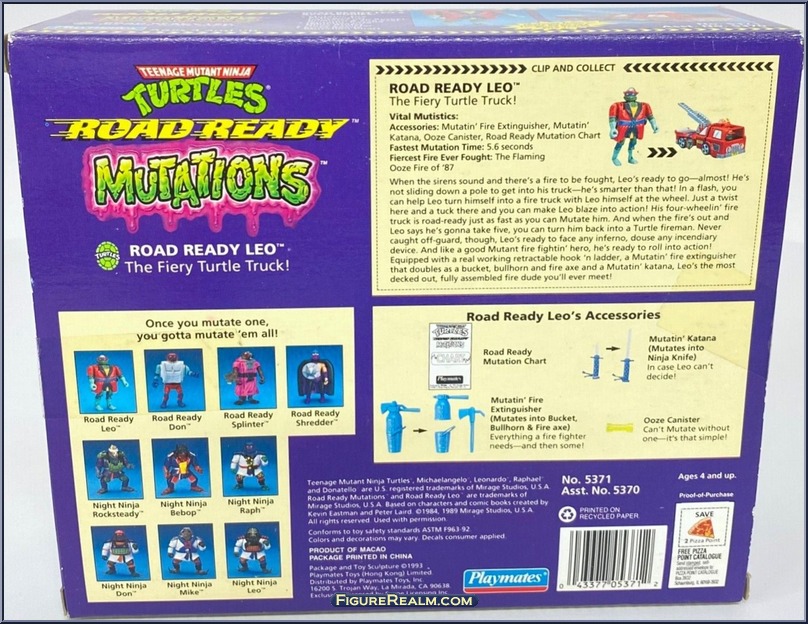 TEENAGE MUTANT NINJA
TURTLES
ROAD READY™
MUTATIONS™
ROAD READY LEO™
The Fiery Turtle Truck!
CLIP AND COLLECT
ROAD READY LEO™
The Fiery Turtle Truck!
Vital Mutistics:
Accessories: Mutatin' Fire Extinguisher, Mutatin'
Katana, Ooze Canister, Road Ready Mutation Chart
Fastest Mutation Time: 5.6 seconds
Fiercest Fire Ever Fought: The Flaming
Ooze Fire of '87
When the sirens sound and there's a fire to be fought, Leo's ready to go—almost! He's
not sliding down a pole to get into his truck—he's smarter than that! In a flash, you
can help Leo turn himself into a fire truck with Leo himself at the wheel. Just a twist
here and a tuck there and you can make Leo blaze into action! His four-wheelin' fire
truck is road-ready just as fast as you can Mutate him. And when the fire's out and
Leo says he's gonna take five, you can turn him back into a Turtle fireman. Never
caught off-guard, though, Leo's ready to face any inferno, douse any incendiary
device. And like a good Mutant fire fightin' hero, he's ready to roll into action!
Equipped with a real working retractable hook 'n ladder, a Mutatin' fire extinguisher
that doubles as a bucket, bullhorn and fire axe and a Mutatin' katana, Leo's the most
decked out, fully assembled fire dude you'll ever meet!
Once you mutate one,
you gotta mutate 'em all!
Road Ready
Leo™
Road Ready
Don™
Road Ready
Splinter™
Road Ready
Shredder™
Night Ninja
Rocksteady™
Night Ninja
Bebop™
Night Ninja
Raph™
Night Ninja
Don™
Night Ninja
Mike™
Night Ninja
Leo™
Road Ready Leo's Accessories
TURTLES
MUTATIONS
CHART
Playmates
Road Ready
Mutation Chart
Mutatin' Katana
(Mutates into
Ninja Knife)
In case Leo can't
decide!
Mutatin' Fire
Extinguisher
(Mutates into Bucket,
Bullhorn & Fire axe)
Everything a fire fighter
needs—and then some!
Ooze Canister
Can't Mutate without
one—it's that simple!
Teenage Mutant Ninja Turtles, Michaelangelo, Leonardo, Raphael
and Donatello are U.S. registered trademarks of Mirage Studios, U.S.A.
Road Ready Mutations and Road Ready Leo are trademarks of
Mirage Studios, U.S.A. Based on characters and comic books created by
Kevin Eastman and Peter Laird. ©1984, 1989 Mirage Studios, U.S.A.
All rights reserved. Used with permission.
Conforms to toy safety standards ASTM F963-92.
Colors and decorations may vary. Decals consumer applied.
PRODUCT OF MACAO
PACKAGE PRINTED IN CHINA
Package and Toy Sculpture ©1993
Playmates Toys (Hong Kong) Limited.
Distributed by Playmates Toys, Inc.
16200 S. Trojan Way, La Mirada, CA 90638.
Playmates
No. 5371
Asst. No. 5370
PRINTED ON
RECYCLED PAPER
0 43377 05371 2
Ages 4 and up.
Proof-of-Purchase
SAVE
2 Pizza Point
FREE PIZZA
POINT CATALOGUE
FIGUREREALM.COM